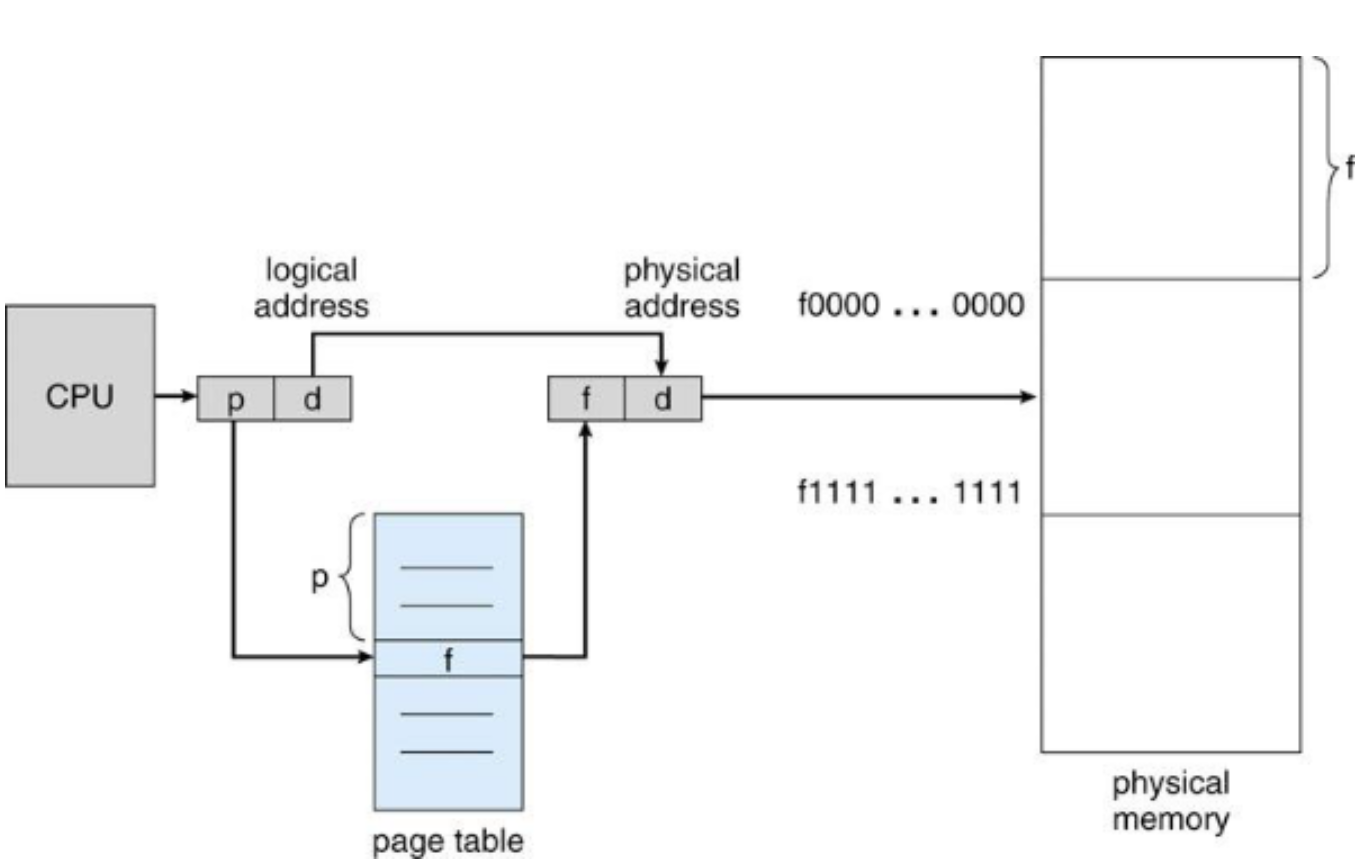 logical
address
physical
address
f0000 ... 0000
f
CPU
p
d
f
d
f1111 ... 1111
p
f
page table
physical
memory